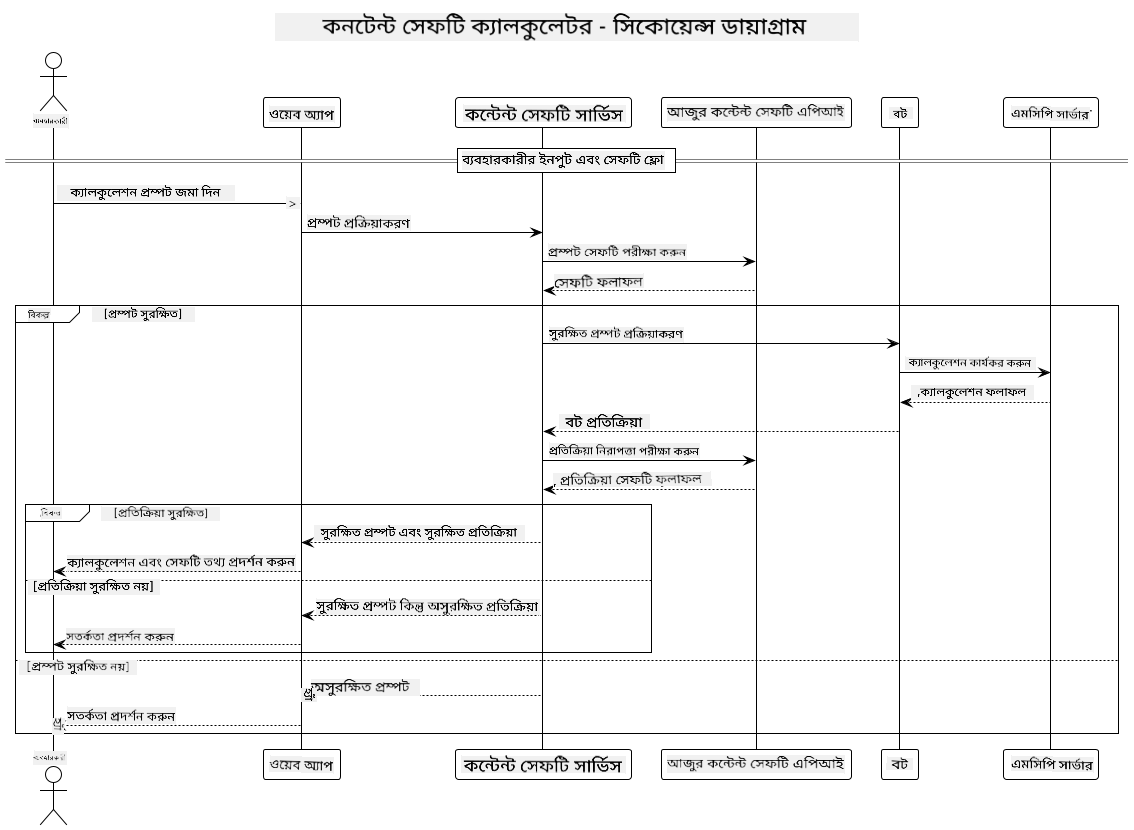 কনটেন্ট সেফটি ক্যালকুলেটর - সিকোয়েন্স ডায়াগ্রাম
ব্যবহারকারী
ওয়েব অ্যাপ
কন্টেন্ট সেফটি সার্ভিস
আজুর কন্টেন্ট সেফটি এপিআই
বট
এমসিপি সার্ভার
ব্যবহারকারীর ইনপুট এবং সেফটি ফ্লো
ক্যালকুলেশন প্রম্পট জমা দিন
প্রম্পট প্রক্রিয়াকরণ
প্রম্পট সেফটি পরীক্ষা করুন
সেফটি ফলাফল
বিকল্প
[প্রম্পট সুরক্ষিত]
সুরক্ষিত প্রম্পট প্রক্রিয়াকরণ
ক্যালকুলেশন কার্যকর করুন
ক্যালকুলেশন ফলাফল
বট প্রতিক্রিয়া
প্রতিক্রিয়া নিরাপত্তা পরীক্ষা করুন
প্রতিক্রিয়া সেফটি ফলাফল
বিকল্প
[প্রতিক্রিয়া সুরক্ষিত]
সুরক্ষিত প্রম্পট এবং সুরক্ষিত প্রতিক্রিয়া
ক্যালকুলেশন এবং সেফটি তথ্য প্রদর্শন করুন
[প্রতিক্রিয়া সুরক্ষিত নয়]
সুরক্ষিত প্রম্পট কিন্তু অসুরক্ষিত প্রতিক্রিয়া
সতর্কতা প্রদর্শন করুন
[প্রম্পট সুরক্ষিত নয়]
অসুরক্ষিত প্রম্পট
সতর্কতা প্রদর্শন করুন
ব্যবহারকারী
ওয়েব অ্যাপ
কন্টেন্ট সেফটি সার্ভিস
আজুর কন্টেন্ট সেফটি এপিআই
বট
এমসিপি সার্ভার